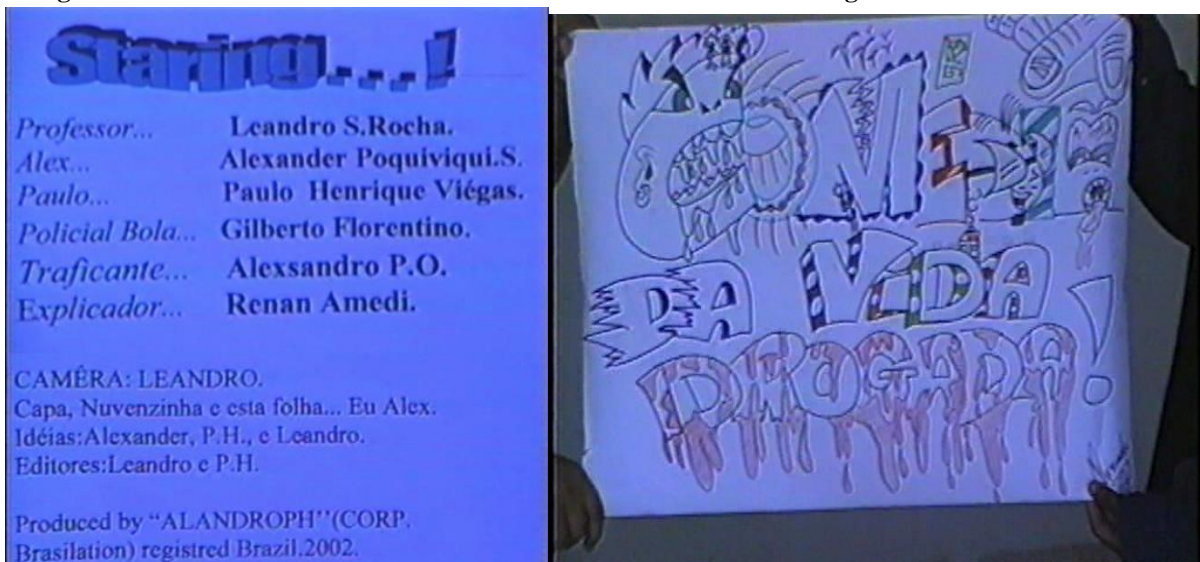 Staring...!
Professor... Leandro S.Rocha.
Alex... Alexander Poquiviqui.S.
Paulo... Paulo Henrique Viégas.
Policial Bola... Gilberto Florentino.
Traficante... Alexsandro P.O.
Explicador... Renan Amedi.
CAMÊRA: LEANDRO.
Capa, Nuvenzinha e esta folha... Eu Alex.
Idéias:Alexander, P.H., e Leandro.
Editores:Leandro e P.H.
Produced by "ALANDROPH"(CORP.
Brasilation) registred Brazil.2002.
COMÉDIA
DA ViDA
DROGADA!